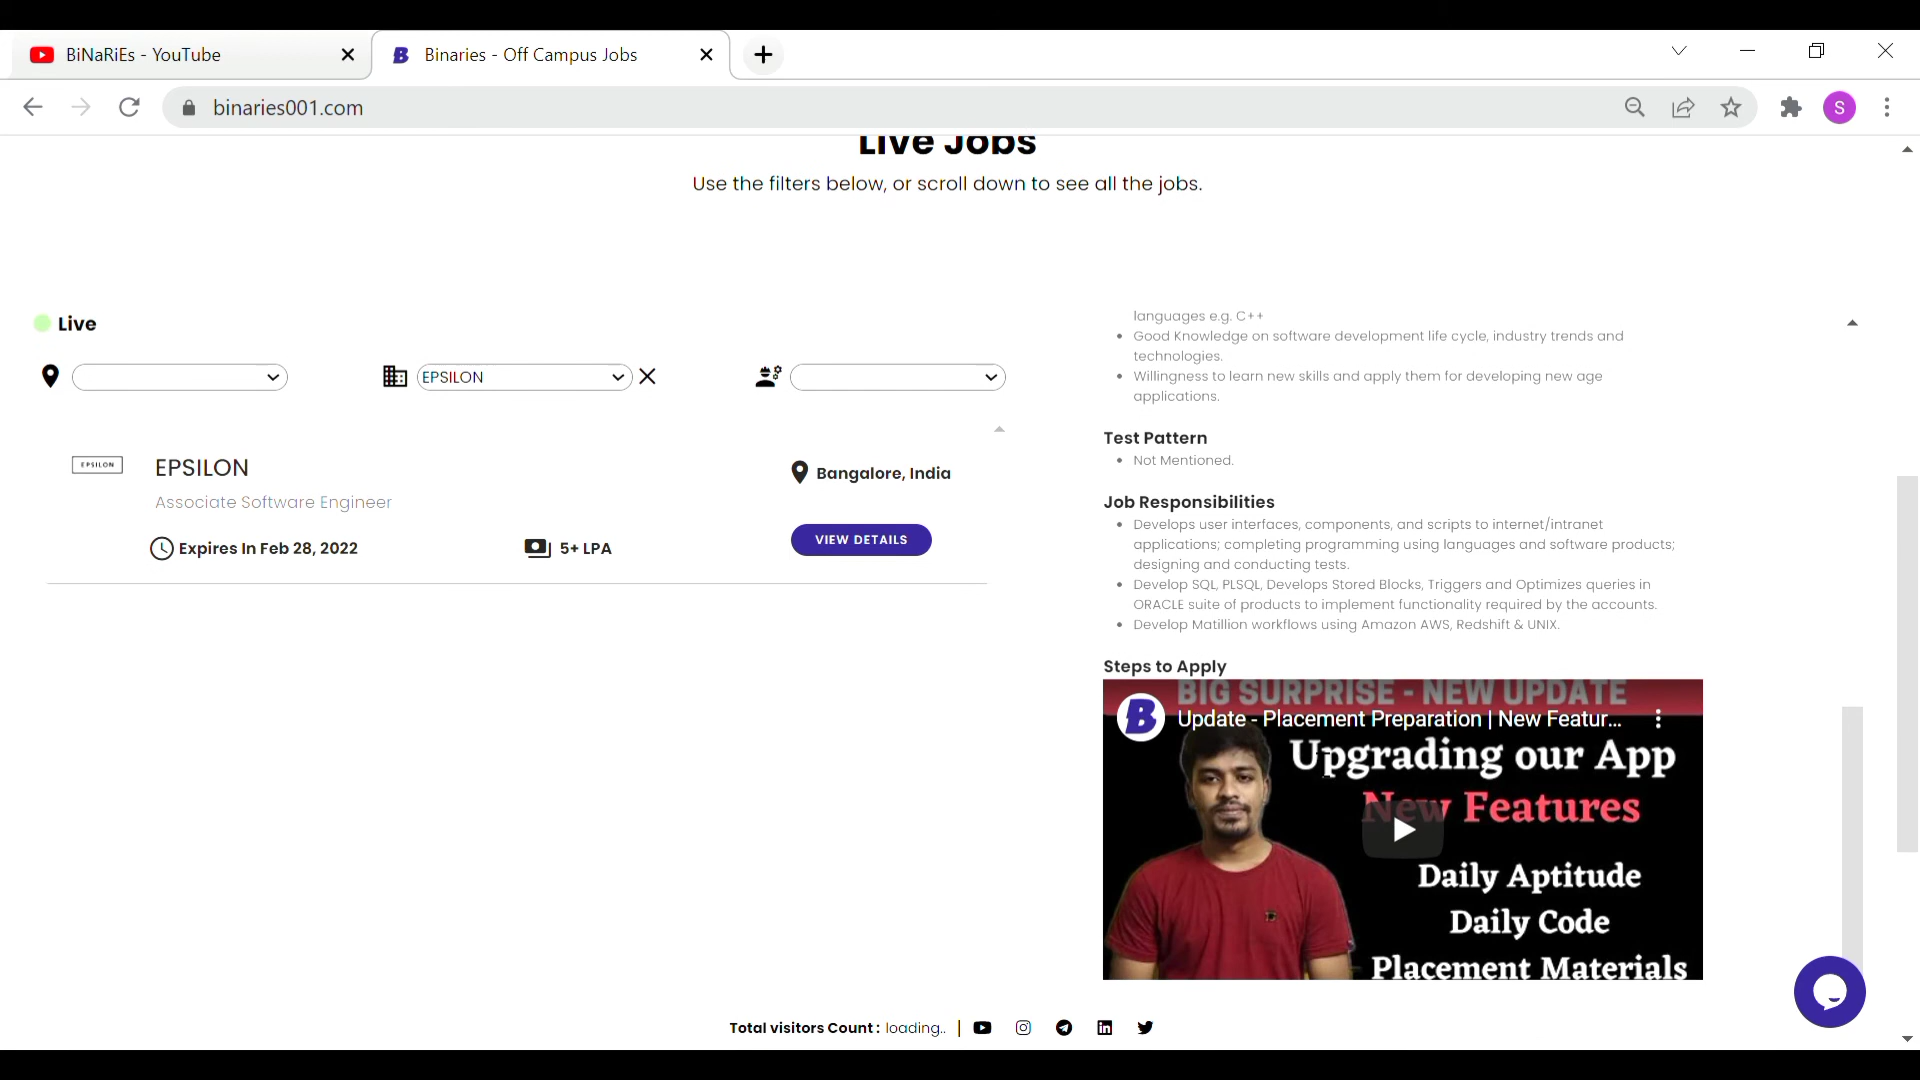 BiNaRiEs - YouTube
Binaries - Off Campus Jobs
binaries001.com
S
Live Jobs
Use the filters below, or scroll down to see all the jobs.
Live
EPSILON
EPSILON
EPSILON
Associate Software Engineer
Bangalore, India
Expires In Feb 28, 2022
5+ LPA
VIEW DETAILS
languages e.g. C++
Good Knowledge on software development life cycle, industry trends and
technologies.
Willingness to learn new skills and apply them for developing new age
applications.
Test Pattern
Not Mentioned.
Job Responsibilities
Develops user interfaces, components, and scripts to internet/intranet
applications; completing programming using languages and software products;
designing and conducting tests.
Develop SQL, PLSQL, Develops Stored Blocks, Triggers and Optimizes queries in
ORACLE suite of products to implement functionality required by the accounts.
Develop Matillion workflows using Amazon AWS, Redshift & UNIX.
Steps to Apply
BIG SURPRISE - NEW UPDATE
B
Update - Placement Preparation | New Featur...
Upgrading our App
New Features
Daily Aptitude
Daily Code
Placement Materials
Total visitors Count : loading.. |